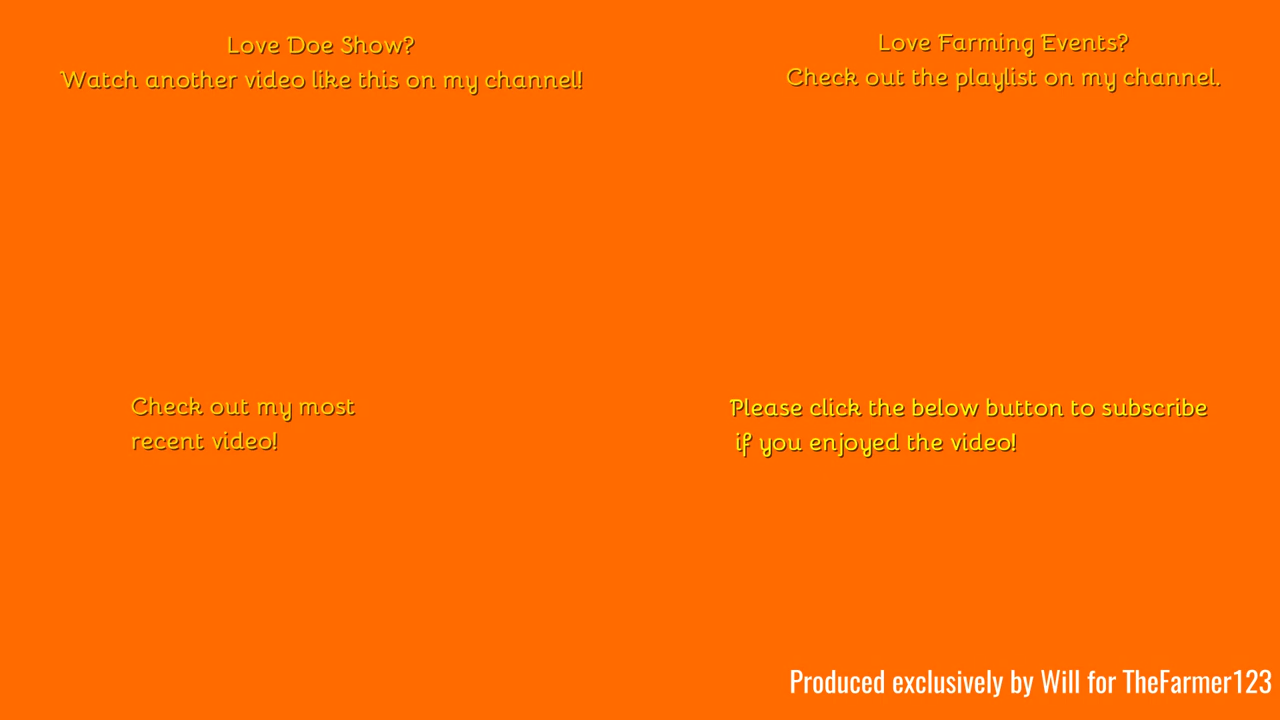 Love Doe Show?
Watch another video like this on my channel!
Love Farming Events?
Check out the playlist on my channel.
Check out my most
recent video!
Please click the below button to subscribe
if you enjoyed the video!
Produced exclusively by Will for TheFarmer123